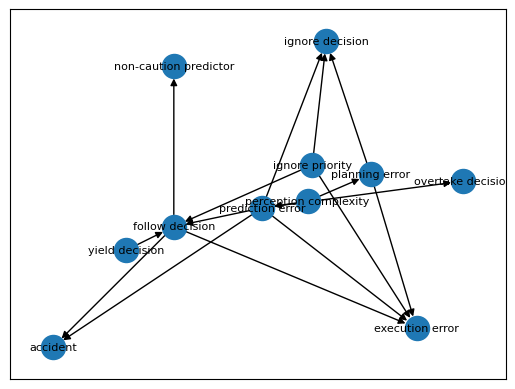 ignore decision
non-caution predictor
ignore priority
planning error
overtake decisio
perception complexity
prediction error
follow decision
yield decision
execution error
accident